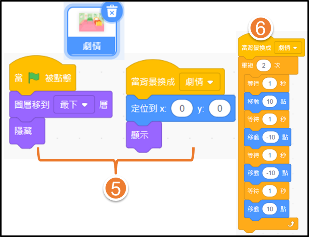 劇情
當 被點擊
圖層移到 最下 層
隱藏
當背景換成 劇情
定位到 x: 0 y: 0
顯示
5
6
當背景換成 劇情
重複 2 次
等待 1 秒
移動 10 點
等待 1 秒
移動 10 點
等待 1 秒
移動 -10 點
等待 1 秒
移動 10 點